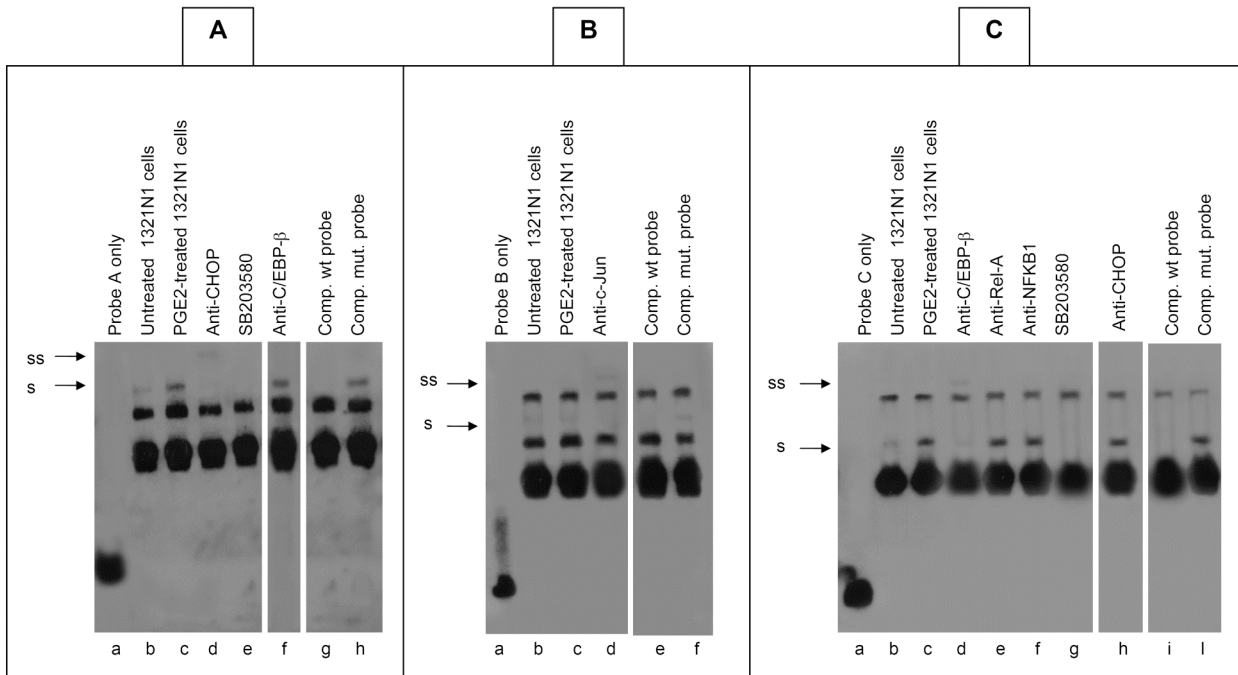 A
B
C
Probe A only
Untreated 1321N1 cells
PGE2-treated 1321N1 cells
Anti-CHOP
SB203580
Anti-C/EBP-β
Comp. wt probe
Comp. mut. probe
ss
s
a
b
c
d
e
f
g
h
Probe B only
Untreated 1321N1 cells
PGE2-treated 1321N1 cells
Anti-c-Jun
Comp. wt probe
Comp. mut. probe
ss
s
a
b
c
d
e
f
Probe C only
Untreated 1321N1 cells
PGE2-treated 1321N1 cells
Anti-C/EBP-β
Anti-Rel-A
Anti-NFKB1
SB203580
Anti-CHOP
Comp. wt probe
Comp. mut. probe
ss
s
a
b
c
d
e
f
g
h
i
l